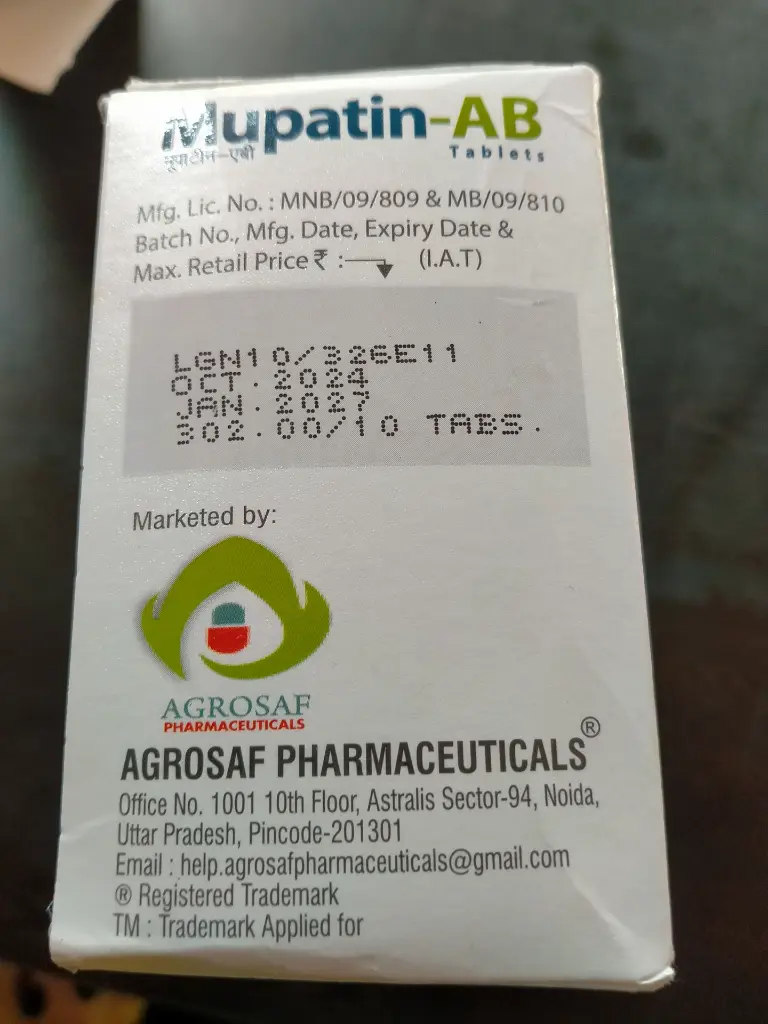 Mupatin-AB
मूपाटीन-एबी
Tablets
Mfg. Lic. No. : MNB/09/809 & MB/09/810
Batch No., Mfg. Date, Expiry Date &
Max. Retail Price ₹ : (I.A.T)
LGN10/326E11
OCT.2024
JAN.2027
302.00/10 TABS.
Marketed by:
AGROSAF
PHARMACEUTICALS
AGROSAF PHARMACEUTICALS®
Office No. 1001 10th Floor, Astralis Sector-94, Noida,
Uttar Pradesh, Pincode-201301
Email : help.agrosafpharmaceuticals@gmail.com
® Registered Trademark
TM : Trademark Applied for